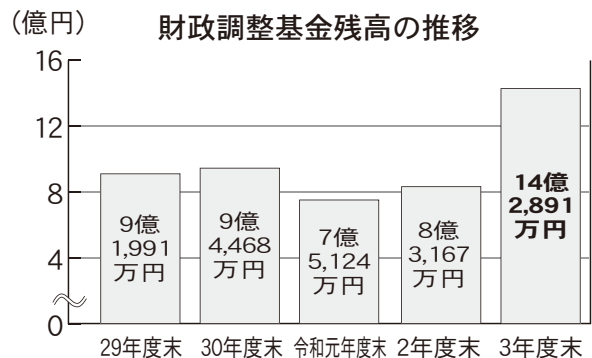 (億円)
財政調整基金残高の推移
16
12
8
4
0
9億
1,991
万円
9億
4,468
万円
7億
5,124
万円
8億
3,167
万円
14億
2,891
万円
29年度末
30年度末
令和元年度末
2年度末
3年度末